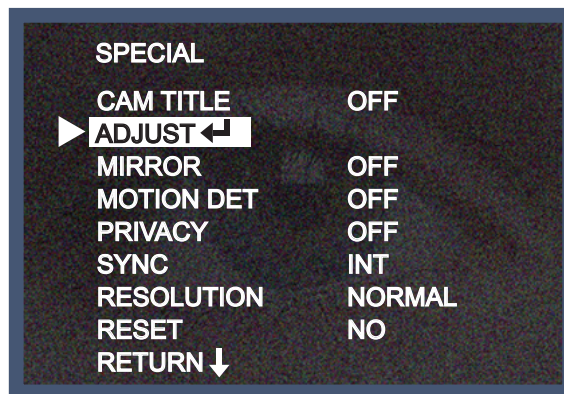 SPECIAL
CAM TITLE OFF
ADJUST ↵
MIRROR OFF
MOTION DET OFF
PRIVACY OFF
SYNC INT
RESOLUTION NORMAL
RESET NO
RETURN ↓